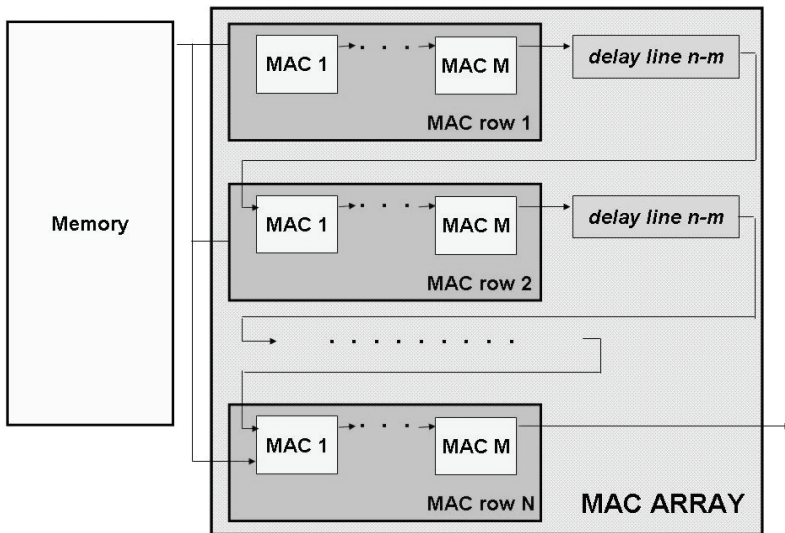 MAC 1
MAC M
delay line n-m
MAC row 1
Memory
MAC 1
MAC M
delay line n-m
MAC row 2
MAC 1
MAC M
MAC row N
MAC ARRAY